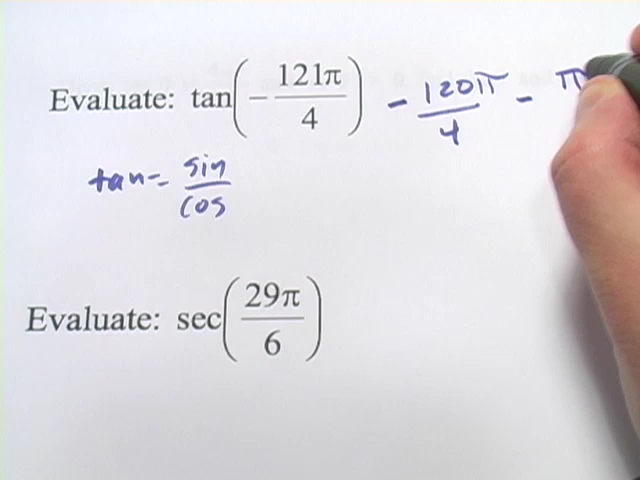 Evaluate: tan(−121π/4) − 120π/4 − π
tan = sin/cos
Evaluate: sec(29π/6)